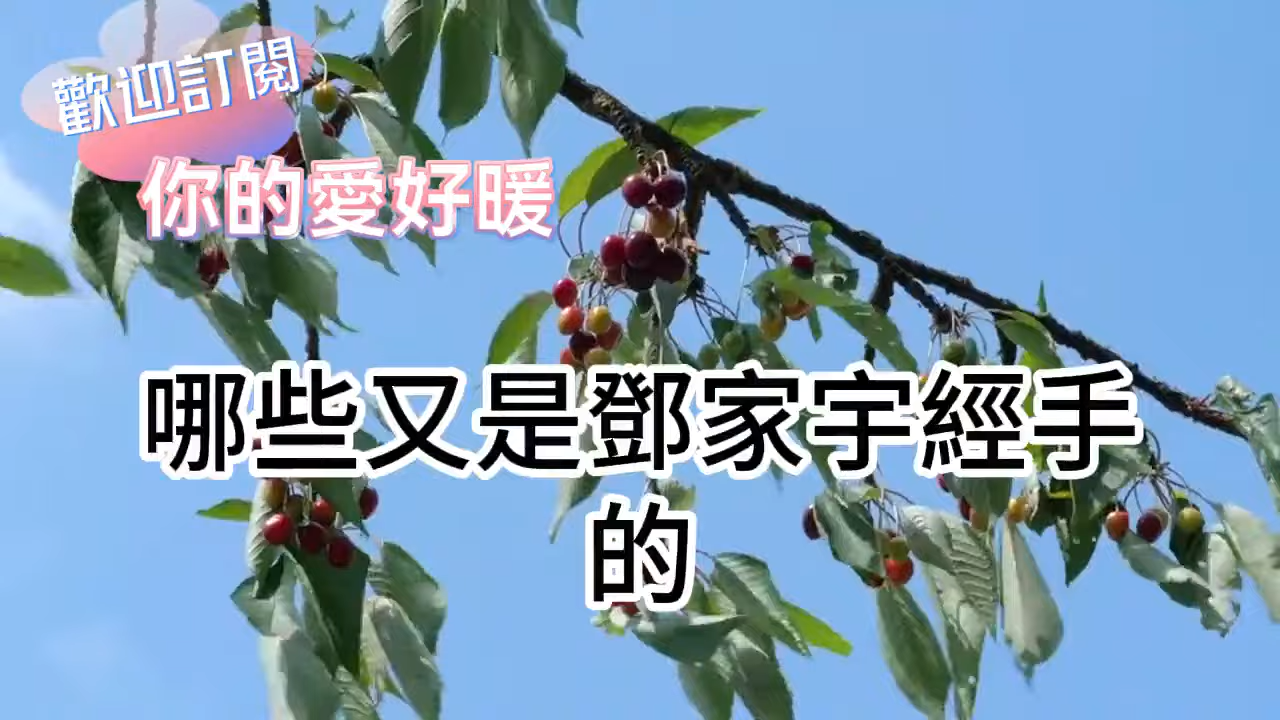 歡迎訂閱
你的愛好暖
哪些又是鄧家宇經手
的